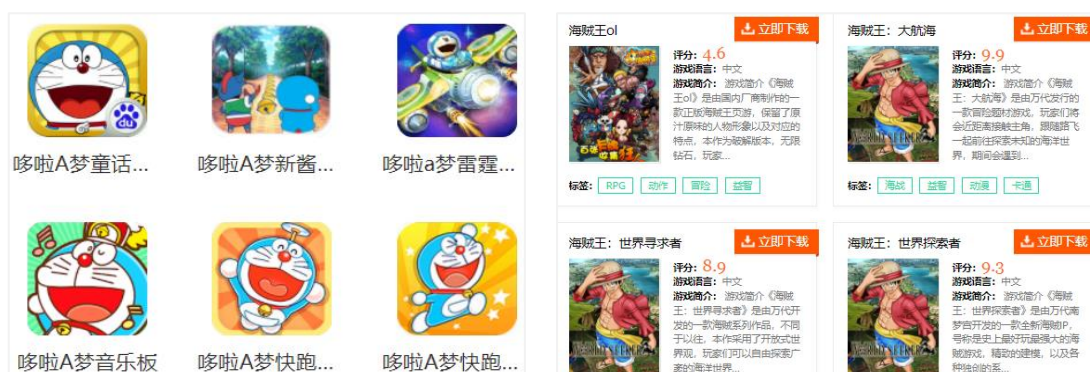 du
哆啦A梦童话...
哆啦A梦新酱...
哆啦a梦雷霆...
哆啦A梦音乐板
哆啦A梦快跑...
哆啦A梦快跑...
海贼王ol
立即下载
评分：4.6
游戏语言：中文
游戏简介：游戏简介《海贼
王ol》是由国内厂商制作的一
款正版海贼王页游，保留了原
汁原味的人物形象以及对应的
特点，本作为破解版本，无限
钻石，玩家...
标签：RPG 动作 冒险 益智
海贼王：大航海
立即下载
评分：9.9
游戏语言：中文
游戏简介：游戏简介《海贼
王：大航海》是由万代发行的
一款冒险题材游戏，玩家们将
会近距离接触主角，跟随路飞
一起前往探索未知的海洋世
界，期间会遇到...
标签：海战 益智 动漫 卡通
海贼王：世界寻求者
立即下载
评分：8.9
游戏语言：中文
游戏简介：游戏简介《海贼
王：世界寻求者》是由万代开
发的一款海贼系列作品，不同
于以往，本作采用了开放式世
界观，玩家们可以自由探索广
袤的海洋世界...
海贼王：世界探索者
立即下载
评分：9.3
游戏语言：中文
游戏简介：游戏简介《海贼
王：世界探索者》是由万代南
梦宫开发的一款全新海贼IP，
号称是史上最好玩最强大的海
贼游戏，精致的建模，以及各
种独创的系...